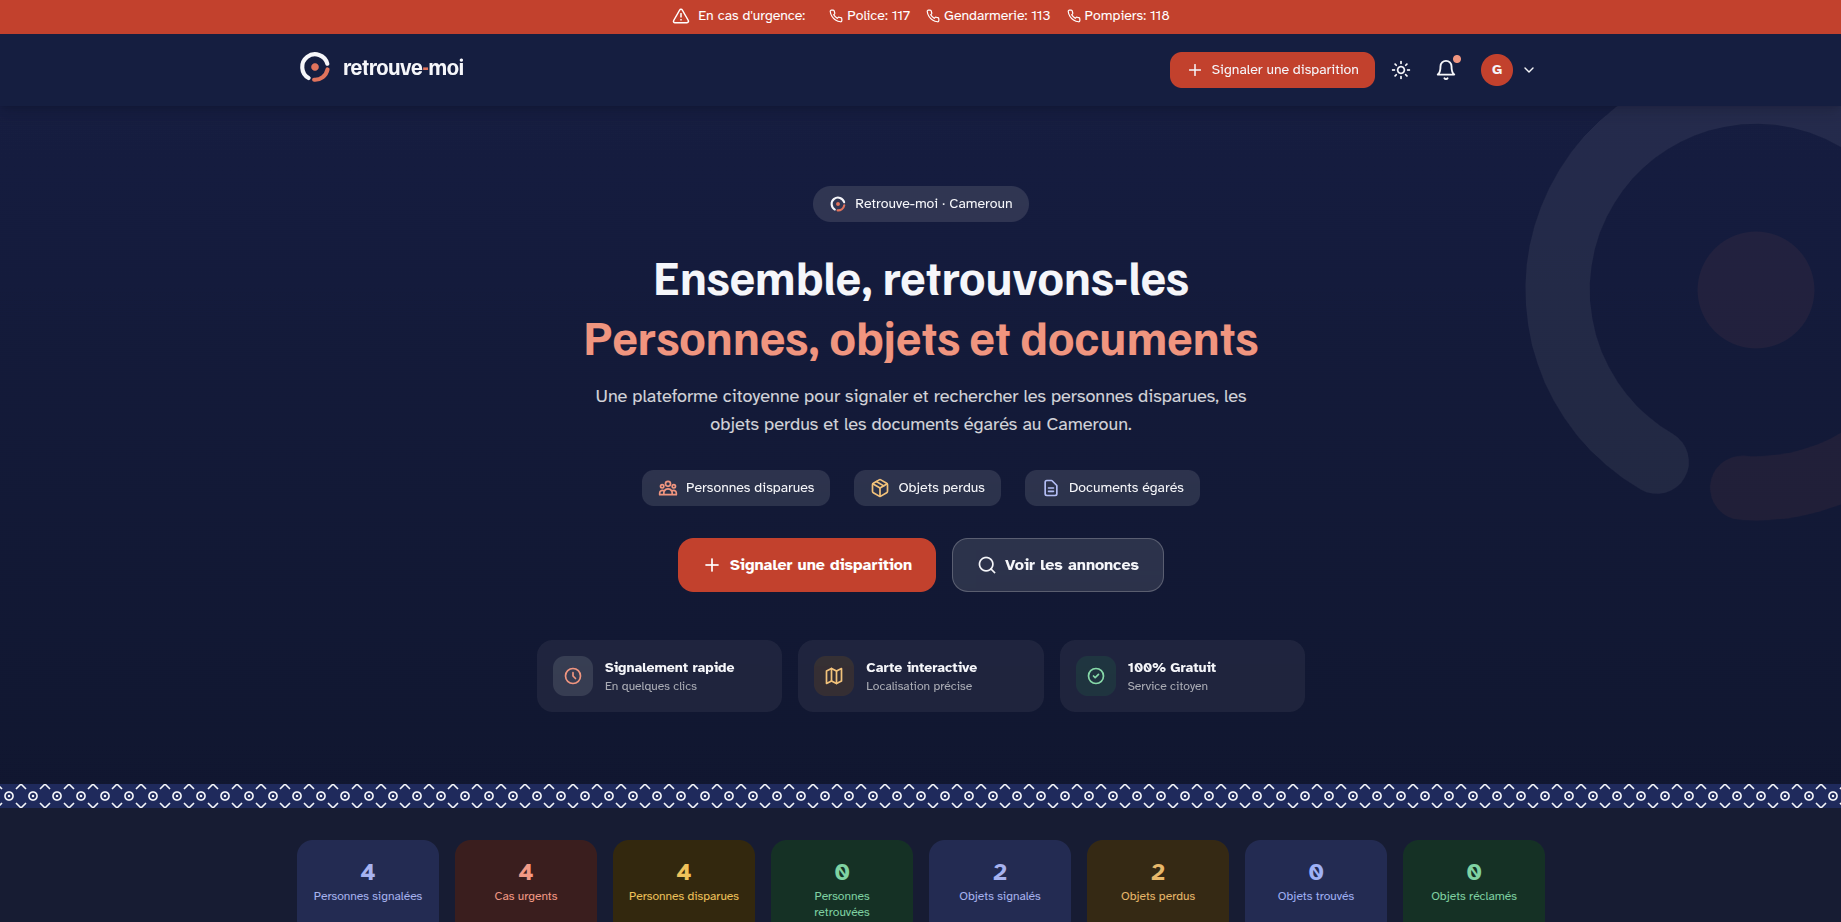 En cas d'urgence: Police: 117 Gendarmerie: 113 Pompiers: 118
retrouve-moi
Signaler une disparition
G
Retrouve-moi · Cameroun
Ensemble, retrouvons-les
Personnes, objets et documents
Une plateforme citoyenne pour signaler et rechercher les personnes disparues, les
objets perdus et les documents égarés au Cameroun.
Personnes disparues
Objets perdus
Documents égarés
Signaler une disparition
Voir les annonces
Signalement rapide
En quelques clics
Carte interactive
Localisation précise
100% Gratuit
Service citoyen
4
Personnes signalées
4
Cas urgents
4
Personnes disparues
0
Personnes
retrouvées
2
Objets signalés
2
Objets perdus
0
Objets trouvés
0
Objets réclamés